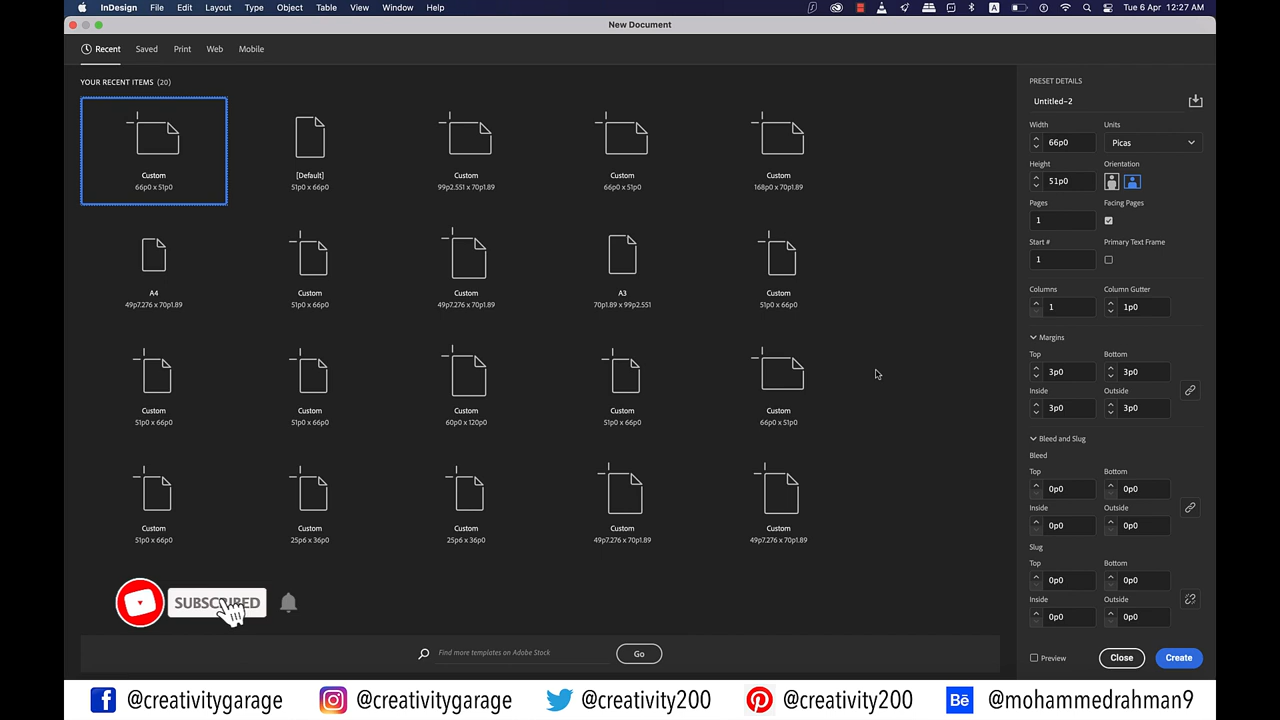 InDesign File Edit Layout Type Object Table View Window Help A Tue 6 Apr 12:27 AM
New Document
Recent Saved Print Web Mobile
YOUR RECENT ITEMS (20)
Custom [Default] Custom Custom Custom
66p0 x 51p0 51p0 x 66p0 99p2.551 x 70p1.89 66p0 x 51p0 168p0 x 70p1.89
A4 Custom Custom A3 Custom
49p7.276 x 70p1.89 51p0 x 66p0 49p7.276 x 70p1.89 70p1.89 x 99p2.551 51p0 x 66p0
Custom Custom Custom Custom Custom
51p0 x 66p0 51p0 x 66p0 60p0 x 120p0 51p0 x 66p0 66p0 x 51p0
Custom Custom Custom Custom Custom
51p0 x 66p0 25p6 x 36p0 25p6 x 36p0 49p7.276 x 70p1.89 49p7.276 x 70p1.89
SUBSCRIBED
Find more templates on Adobe Stock Go
PRESET DETAILS
Untitled-2
Width Units
66p0 Picas
Height Orientation
51p0
Pages Facing Pages
1
Start # Primary Text Frame
1
Columns Column Gutter
1 1p0
Margins
Top Bottom
3p0 3p0
Inside Outside
3p0 3p0
Bleed and Slug
Bleed
Top Bottom
0p0 0p0
Inside Outside
0p0 0p0
Slug
Top Bottom
0p0 0p0
Inside Outside
0p0 0p0
Preview Close Create
f @creativitygarage @creativitygarage @creativity200 @creativity200 Bē @mohammedrahman9